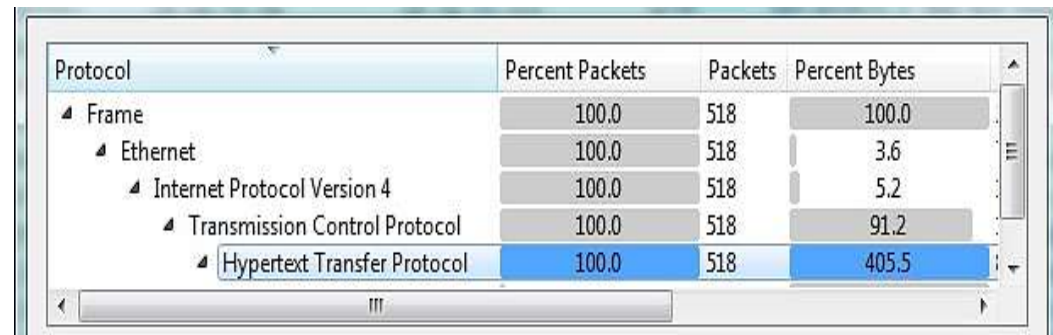 Protocol Percent Packets Packets Percent Bytes
Frame 100.0 518 100.0
Ethernet 100.0 518 3.6
Internet Protocol Version 4 100.0 518 5.2
Transmission Control Protocol 100.0 518 91.2
Hypertext Transfer Protocol 100.0 518 405.5